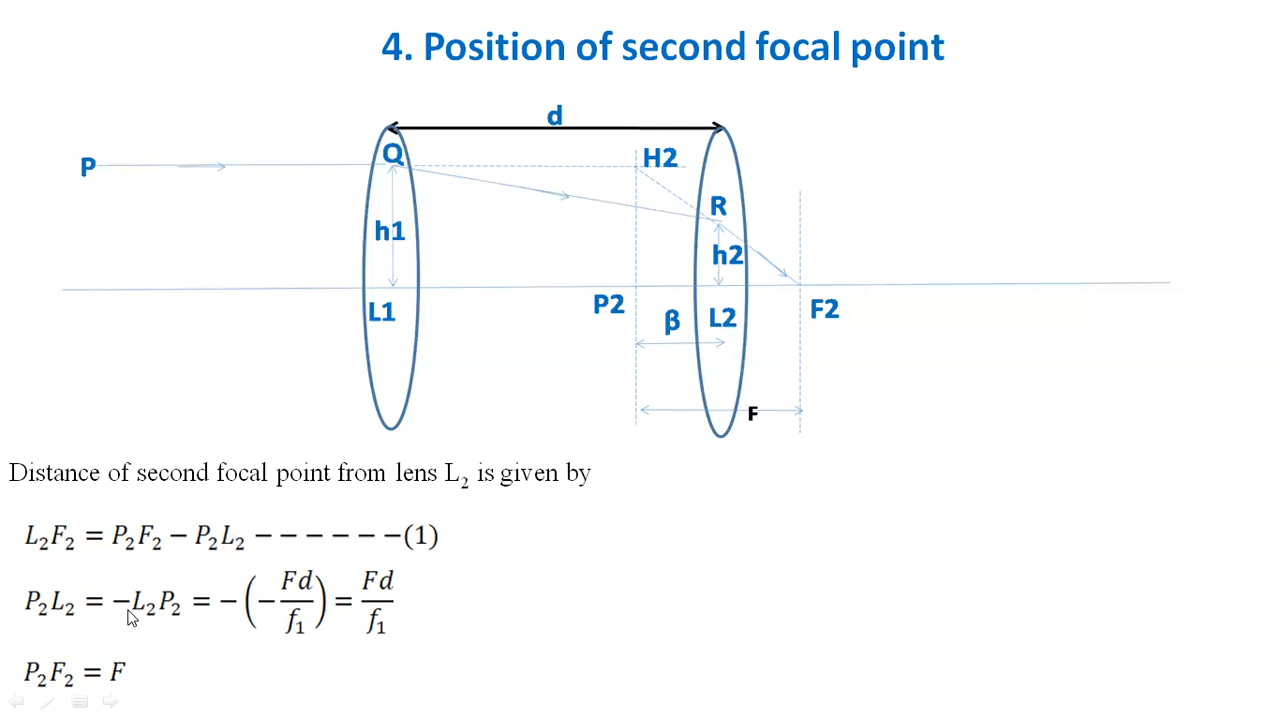 4. Position of second focal point
d
Q
P
H2
R
h1
h2
L1
P2
β
L2
F2
F
Distance of second focal point from lens L₂ is given by
L₂F₂ = P₂F₂ − P₂L₂ − − − − − −(1)
P₂L₂ = −L₂P₂ = −(−Fd/f₁) = Fd/f₁
P₂F₂ = F